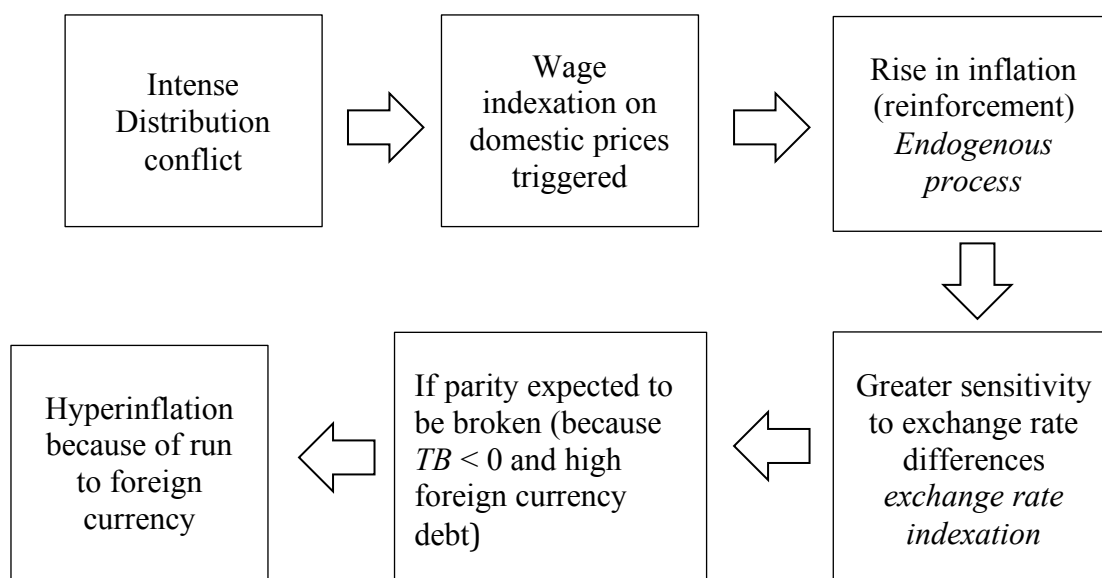 Intense
Distribution
conflict
Wage
indexation on
domestic prices
triggered
Rise in inflation
(reinforcement)
Endogenous
process
Greater sensitivity
to exchange rate
differences
exchange rate
indexation
If parity expected to
be broken (because
TB < 0 and high
foreign currency
debt)
Hyperinflation
because of run
to foreign
currency